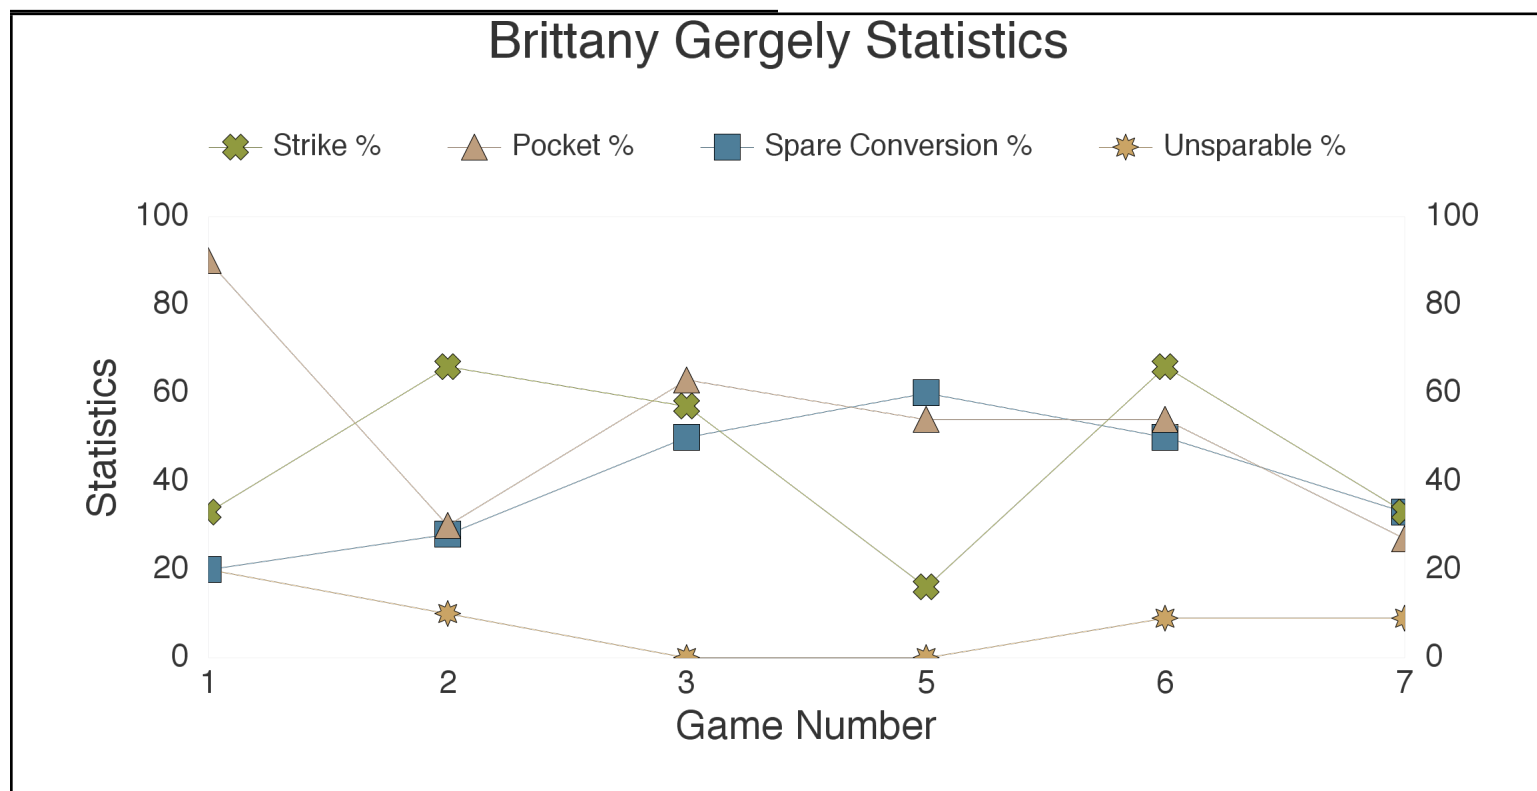 Brittany Gergely Statistics
Strike % Pocket % Spare Conversion % Unsparable %
100 100
80 80
60 60
40 40
20 20
0 0
Statistics
1 2 3 5 6 7
Game Number